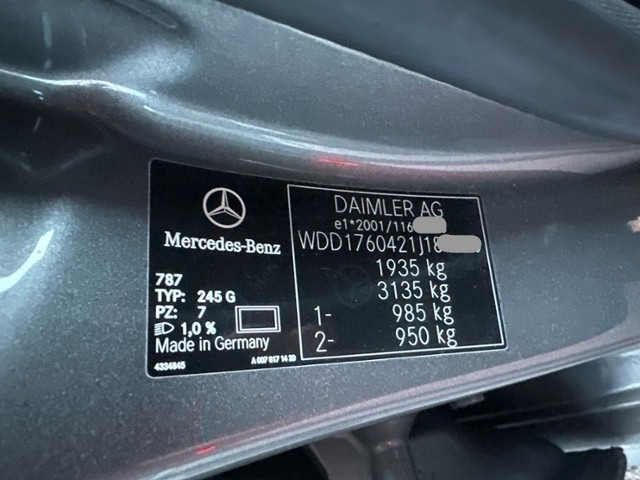 Mercedes-Benz
787
TYP: 245 G
PZ: 7
1,0 %
Made in Germany
4334845
A 007 817 14 20
DAIMLER AG
e1*2001/116
WDD1760421J18
1935 kg
3135 kg
1- 985 kg
2- 950 kg